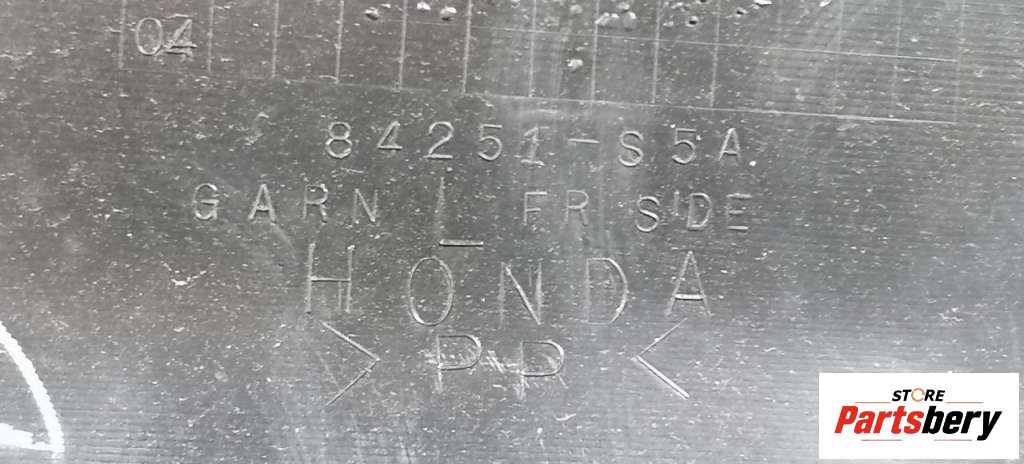 -04
84251-S5A
GARN L FR SIDE
HONDA
>PP<
STORE
Partsbery